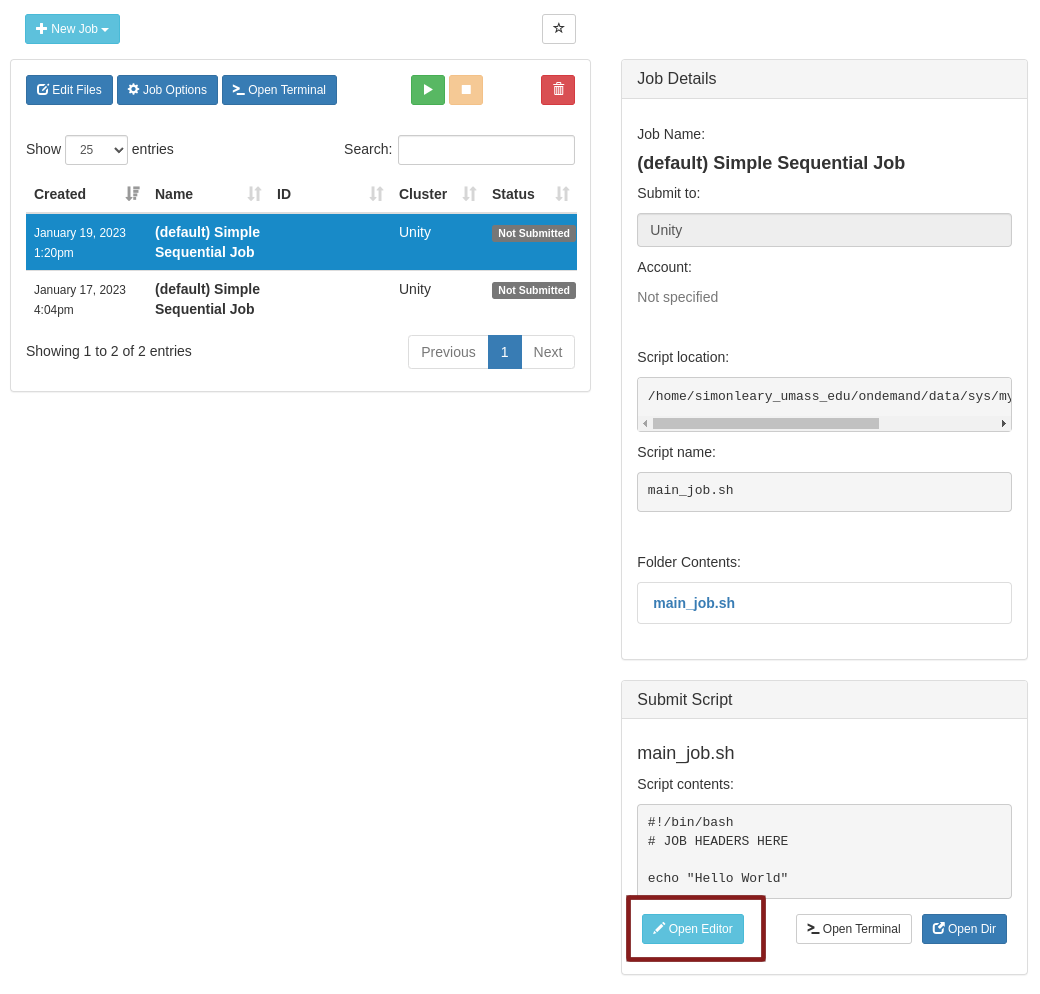 New Job
Edit Files Job Options Open Terminal
Show 25 entries Search:
Created Name ID Cluster Status
January 19, 2023 (default) Simple Unity Not Submitted
1:20pm Sequential Job
January 17, 2023 (default) Simple Unity Not Submitted
4:04pm Sequential Job
Showing 1 to 2 of 2 entries Previous 1 Next
Job Details
Job Name:
(default) Simple Sequential Job
Submit to:
Unity
Account:
Not specified
Script location:
/home/simonleary_umass_edu/ondemand/data/sys/my
Script name:
main_job.sh
Folder Contents:
main_job.sh
Submit Script
main_job.sh
Script contents:
#!/bin/bash
# JOB HEADERS HERE
echo "Hello World"
Open Editor Open Terminal Open Dir